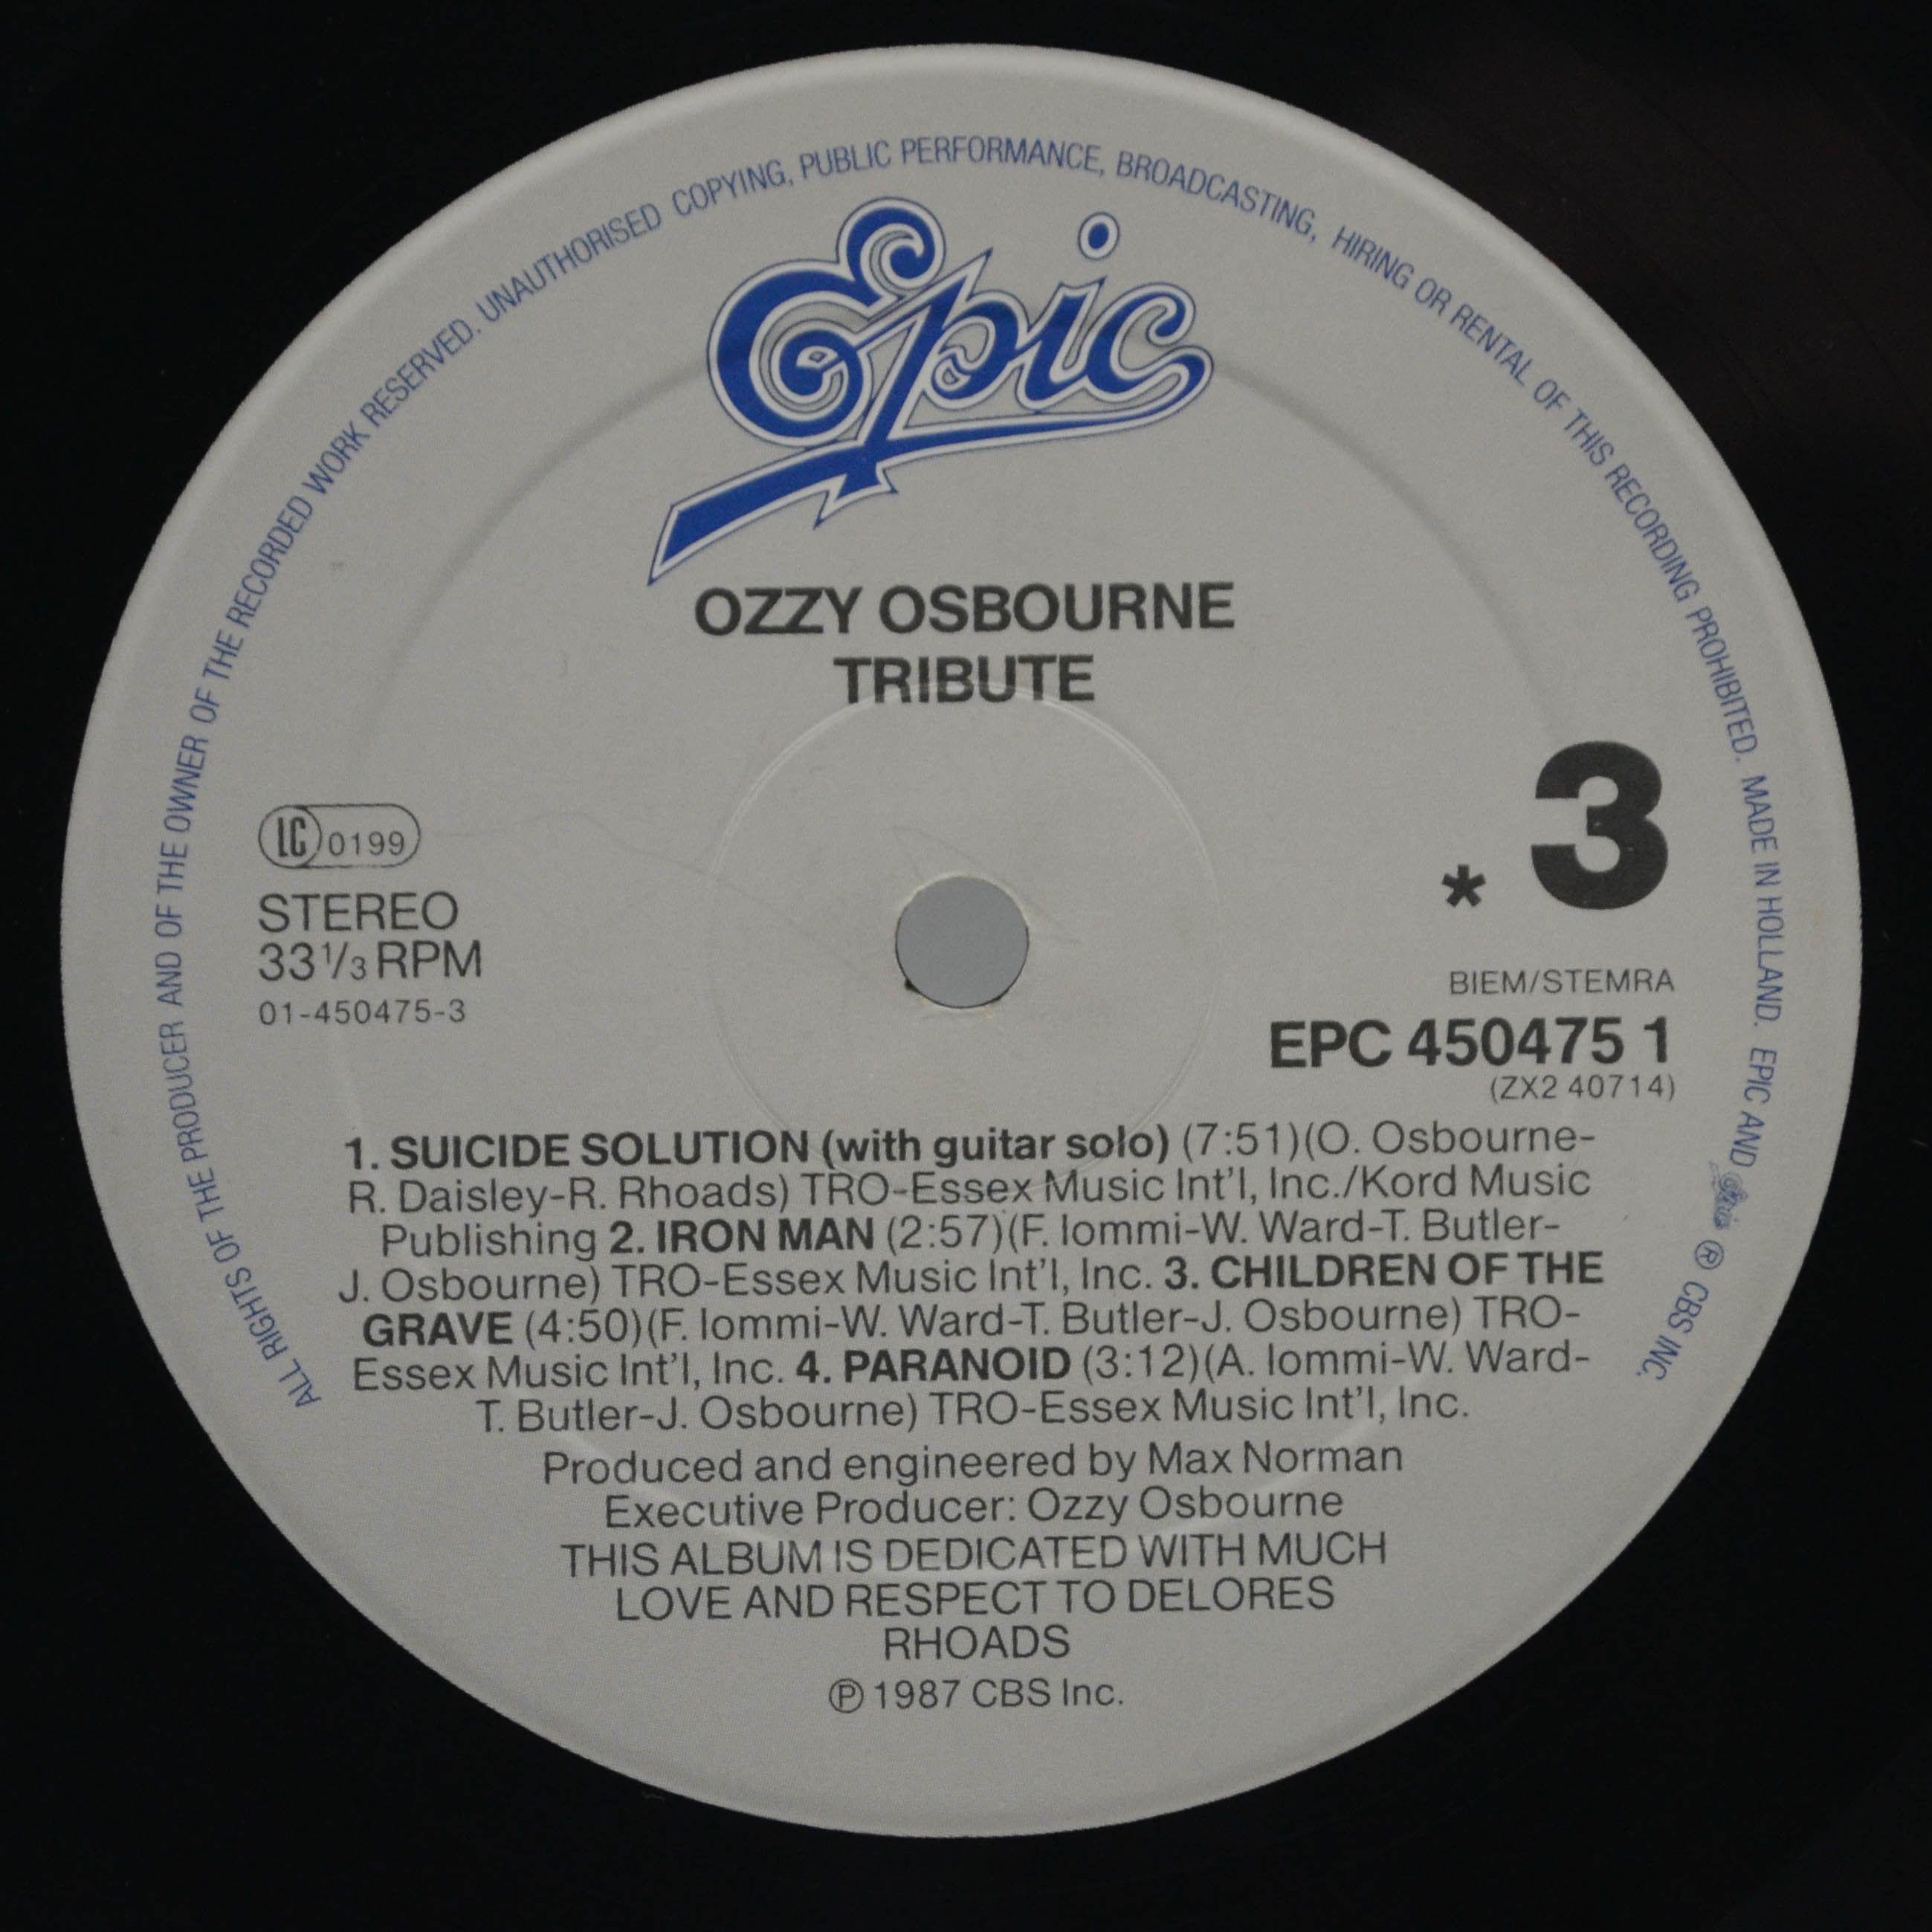 ALL RIGHTS OF THE PRODUCER AND OF THE OWNER OF THE RECORDED WORK RESERVED. UNAUTHORISED COPYING, PUBLIC PERFORMANCE, BROADCASTING, HIRING OR RENTAL OF THIS RECORDING PROHIBITED. MADE IN HOLLAND. EPIC AND Epic ® CBS INC.
Epic
OZZY OSBOURNE
TRIBUTE
LC 0199
STEREO
33 1/3 RPM
01-450475-3
* 3
BIEM/STEMRA
EPC 450475 1
(ZX2 40714)
1. SUICIDE SOLUTION (with guitar solo) (7:51)(O. Osbourne-
R. Daisley-R. Rhoads) TRO-Essex Music Int'l, Inc./Kord Music
Publishing 2. IRON MAN (2:57)(F. Iommi-W. Ward-T. Butler-
J. Osbourne) TRO-Essex Music Int'l, Inc. 3. CHILDREN OF THE
GRAVE (4:50)(F. Iommi-W. Ward-T. Butler-J. Osbourne) TRO-
Essex Music Int'l, Inc. 4. PARANOID (3:12)(A. Iommi-W. Ward-
T. Butler-J. Osbourne) TRO-Essex Music Int'l, Inc.
Produced and engineered by Max Norman
Executive Producer: Ozzy Osbourne
THIS ALBUM IS DEDICATED WITH MUCH
LOVE AND RESPECT TO DELORES
RHOADS
℗ 1987 CBS Inc.